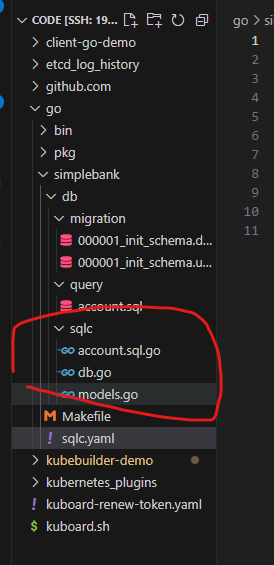 CODE [SSH: 19...
go > si
client-go-demo
1
etcd_log_history
2
github.com
3
go
4
bin
5
pkg
6
simplebank
7
db
8
migration
9
000001_init_schema.d...
10
000001_init_schema.u...
11
query
account.sql
sqlc
GO account.sql.go
GO db.go
GO models.go
M Makefile
! sqlc.yaml
kubebuilder-demo
kubernetes_plugins
! kuboard-renew-token.yaml
$ kuboard.sh